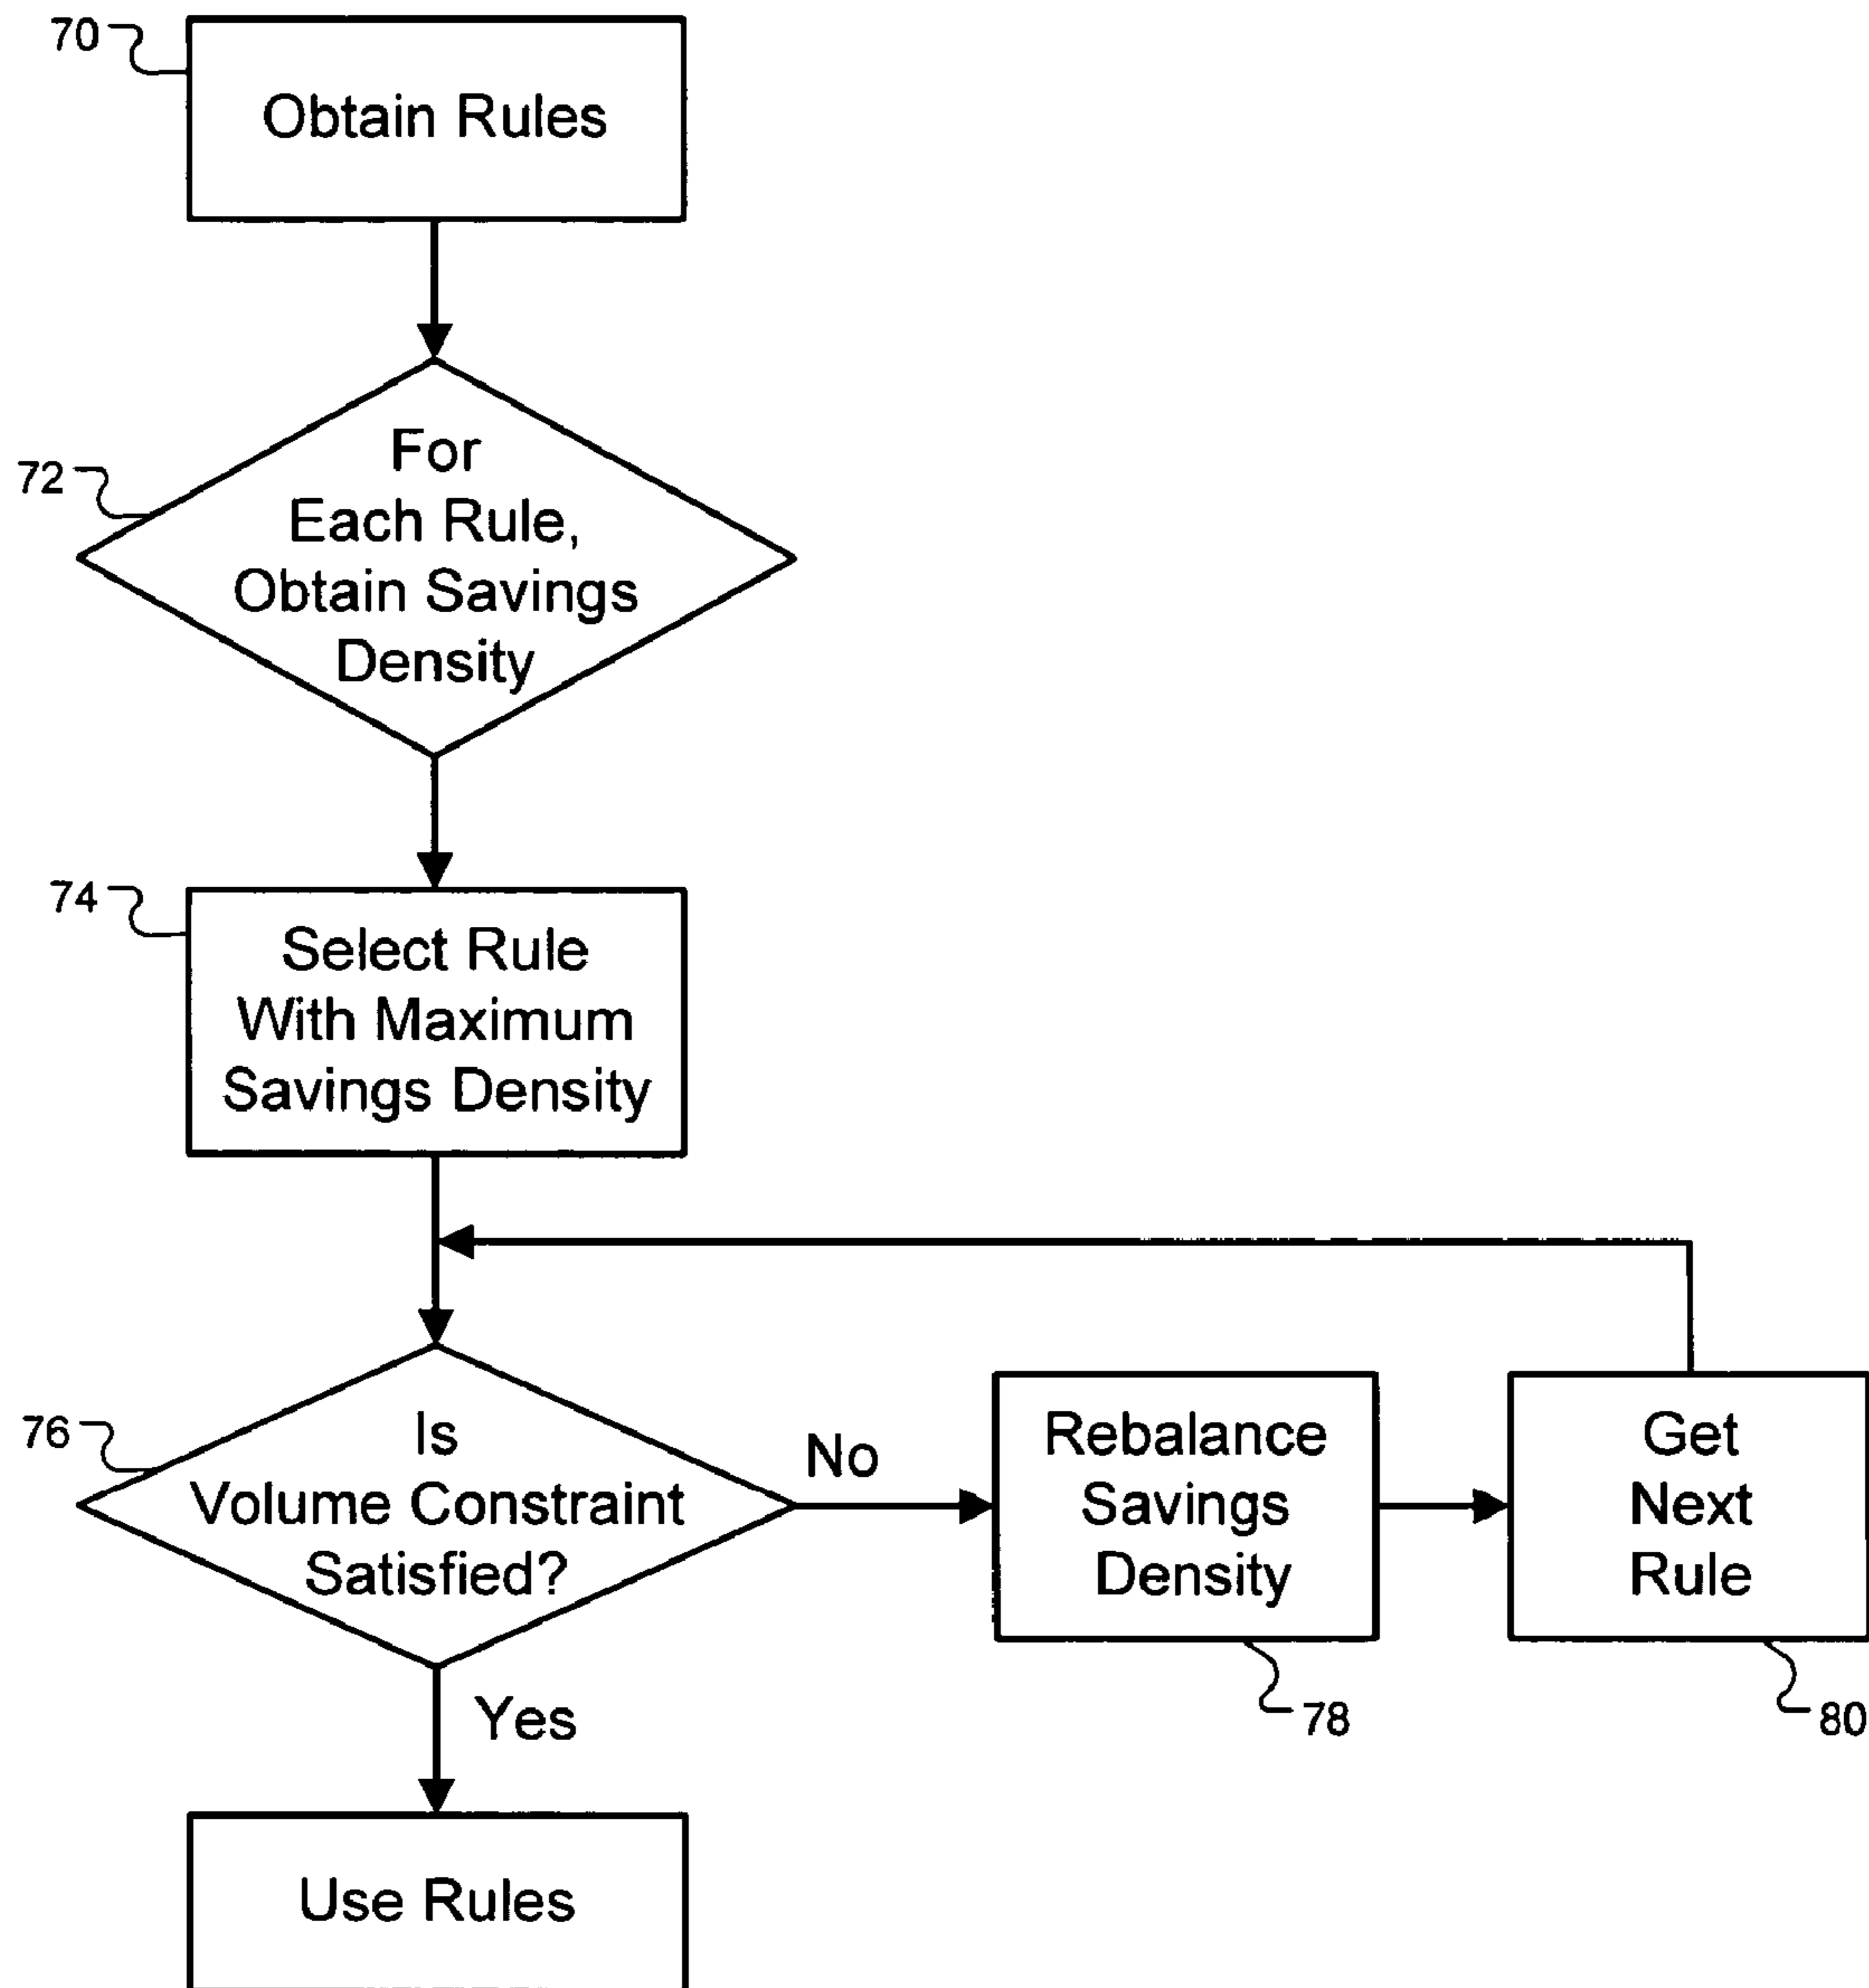 70
Obtain Rules
72
For
Each Rule,
Obtain Savings
Density
74
Select Rule
With Maximum
Savings Density
76
Is
Volume Constraint
Satisfied?
No
Rebalance
Savings
Density
78
Get
Next
Rule
80
Yes
Use Rules